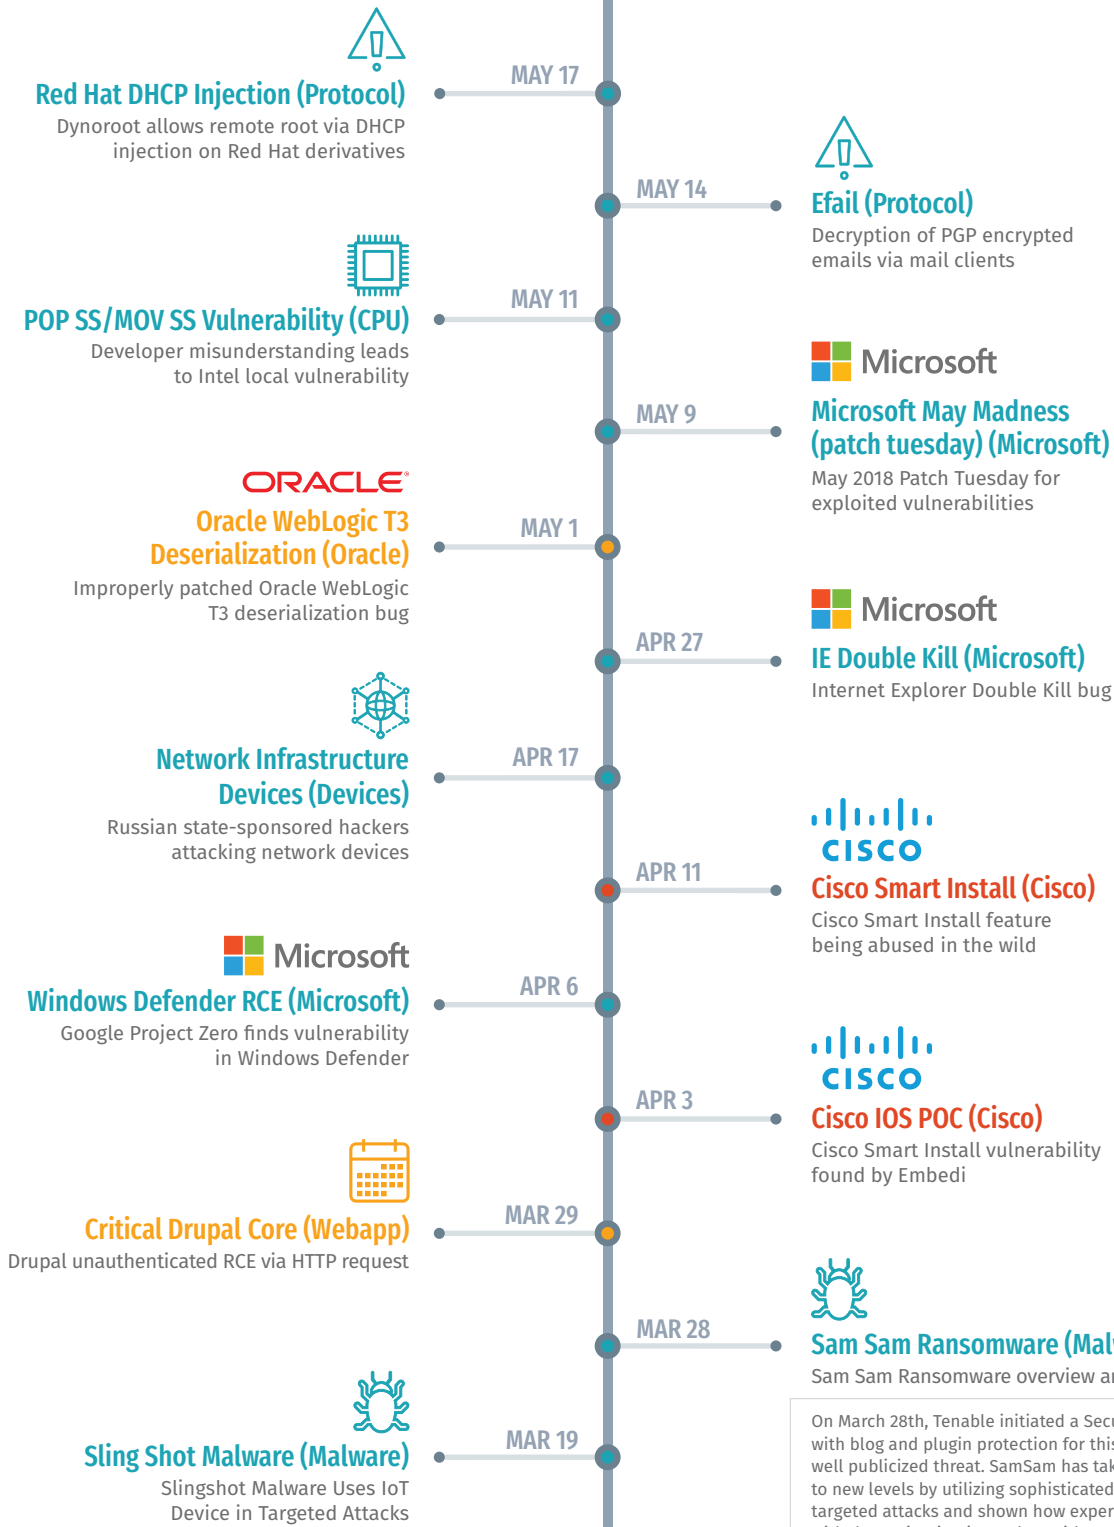 MAY 17
Red Hat DHCP Injection (Protocol)
Dynoroot allows remote root via DHCP
injection on Red Hat derivatives
MAY 14
Efail (Protocol)
Decryption of PGP encrypted
emails via mail clients
MAY 11
POP SS/MOV SS Vulnerability (CPU)
Developer misunderstanding leads
to Intel local vulnerability
Microsoft
MAY 9
Microsoft May Madness
(patch tuesday) (Microsoft)
May 2018 Patch Tuesday for
exploited vulnerabilities
ORACLE
MAY 1
Oracle WebLogic T3
Deserialization (Oracle)
Improperly patched Oracle WebLogic
T3 deserialization bug
Microsoft
APR 27
IE Double Kill (Microsoft)
Internet Explorer Double Kill bug
APR 17
Network Infrastructure
Devices (Devices)
Russian state-sponsored hackers
attacking network devices
CISCO
APR 11
Cisco Smart Install (Cisco)
Cisco Smart Install feature
being abused in the wild
Microsoft
APR 6
Windows Defender RCE (Microsoft)
Google Project Zero finds vulnerability
in Windows Defender
CISCO
APR 3
Cisco IOS POC (Cisco)
Cisco Smart Install vulnerability
found by Embedi
MAR 29
Critical Drupal Core (Webapp)
Drupal unauthenticated RCE via HTTP request
MAR 28
Sam Sam Ransomware
Sam Sam Ransomware overview
MAR 19
Sling Shot Malware (Malware)
Slingshot Malware Uses IoT
Device in Targeted Attacks
On March 28th, Tenable initiated a
with blog and plugin protection for this
well publicized threat. SamSam has
to new levels by utilizing sophisticated
targeted attacks and shown how